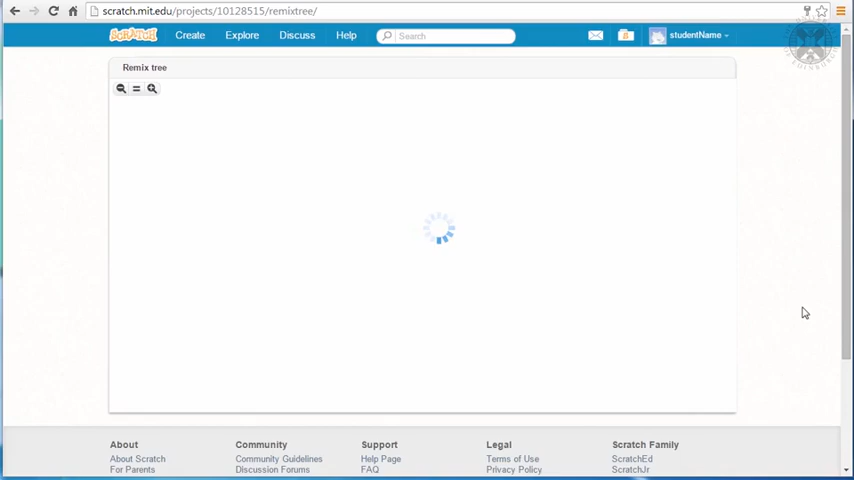 scratch.mit.edu/projects/10128515/remixtree/
SCRATCH Create Explore Discuss Help Search studentName
Remix tree
About Community Support Legal Scratch Family
About Scratch Community Guidelines Help Page Terms of Use ScratchEd
For Parents Discussion Forums FAQ Privacy Policy ScratchJr